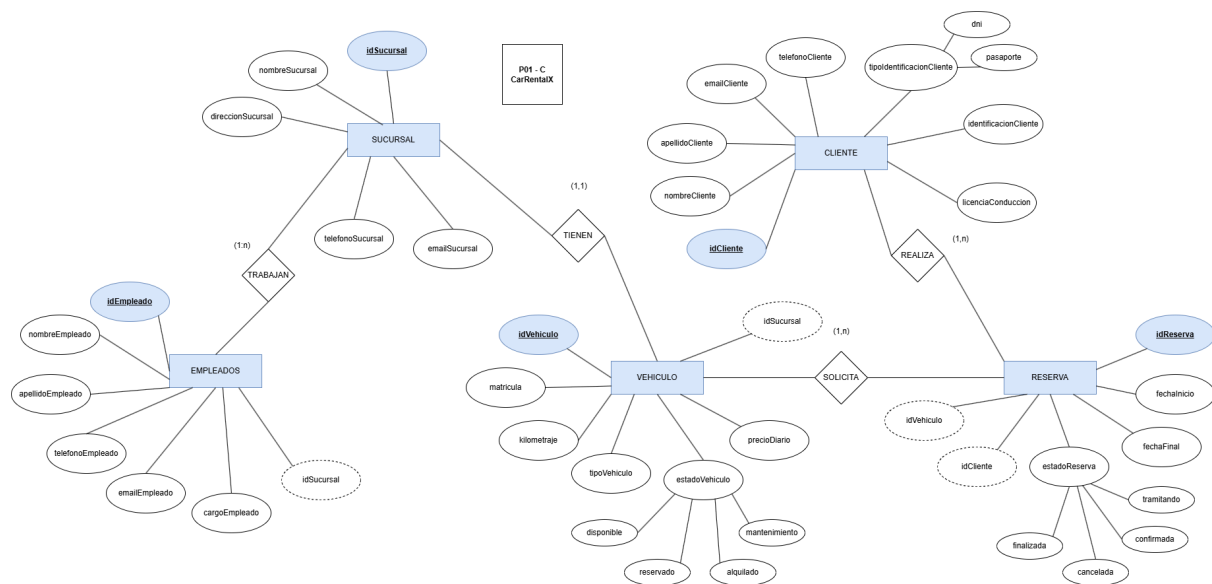 dni
idSucursal
P01 - C
CarRentalX
telefonoCliente
pasaporte
tipoIdentificacionCliente
nombreSucursal
emailCliente
direccionSucursal
identificacionCliente
SUCURSAL
apellidoCliente
CLIENTE
(1,1)
nombreCliente
licenciaConduccion
TIENEN
telefonoSucursal
emailSucursal
(1:n)
idCliente
(1,n)
REALIZA
TRABAJAN
idEmpleado
idSucursal
nombreEmpleado
idVehiculo
(1,n)
idReserva
EMPLEADOS
VEHICULO
SOLICITA
RESERVA
matricula
apellidoEmpleado
fechaInicio
idVehiculo
kilometraje
precioDiario
fechaFinal
telefonoEmpleado
idCliente
tipoVehiculo
estadoVehiculo
estadoReserva
idSucursal
emailEmpleado
tramitando
cargoEmpleado
disponible
mantenimiento
confirmada
finalizada
reservado
alquilado
cancelada